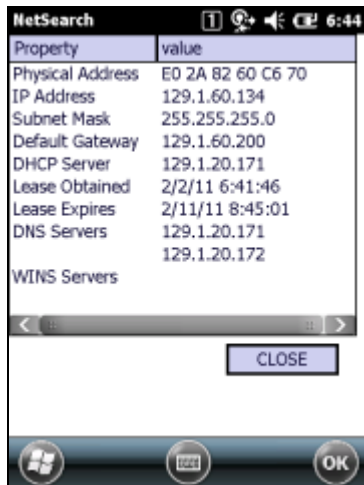 NetSearch 1 6:44
Property value
Physical Address E0 2A 82 60 C6 70
IP Address 129.1.60.134
Subnet Mask 255.255.255.0
Default Gateway 129.1.60.200
DHCP Server 129.1.20.171
Lease Obtained 2/2/11 6:41:46
Lease Expires 2/11/11 8:45:01
DNS Servers 129.1.20.171
129.1.20.172
WINS Servers
CLOSE
OK